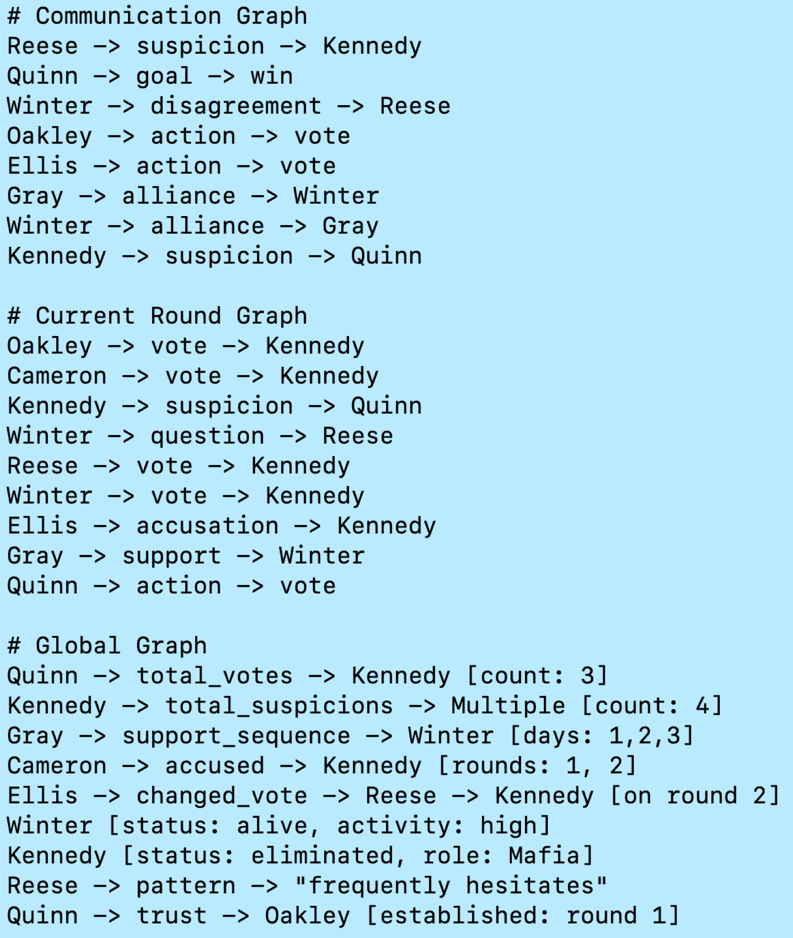 # Communication Graph
Reese –> suspicion –> Kennedy
Quinn –> goal –> win
Winter –> disagreement –> Reese
Oakley –> action –> vote
Ellis –> action –> vote
Gray –> alliance –> Winter
Winter –> alliance –> Gray
Kennedy –> suspicion –> Quinn

# Current Round Graph
Oakley –> vote –> Kennedy
Cameron –> vote –> Kennedy
Kennedy –> suspicion –> Quinn
Winter –> question –> Reese
Reese –> vote –> Kennedy
Winter –> vote –> Kennedy
Ellis –> accusation –> Kennedy
Gray –> support –> Winter
Quinn –> action –> vote

# Global Graph
Quinn –> total_votes –> Kennedy [count: 3]
Kennedy –> total_suspicions –> Multiple [count: 4]
Gray –> support_sequence –> Winter [days: 1,2,3]
Cameron –> accused –> Kennedy [rounds: 1, 2]
Ellis –> changed_vote –> Reese –> Kennedy [on round 2]
Winter [status: alive, activity: high]
Kennedy [status: eliminated, role: Mafia]
Reese –> pattern –> "frequently hesitates"
Quinn –> trust –> Oakley [established: round 1]